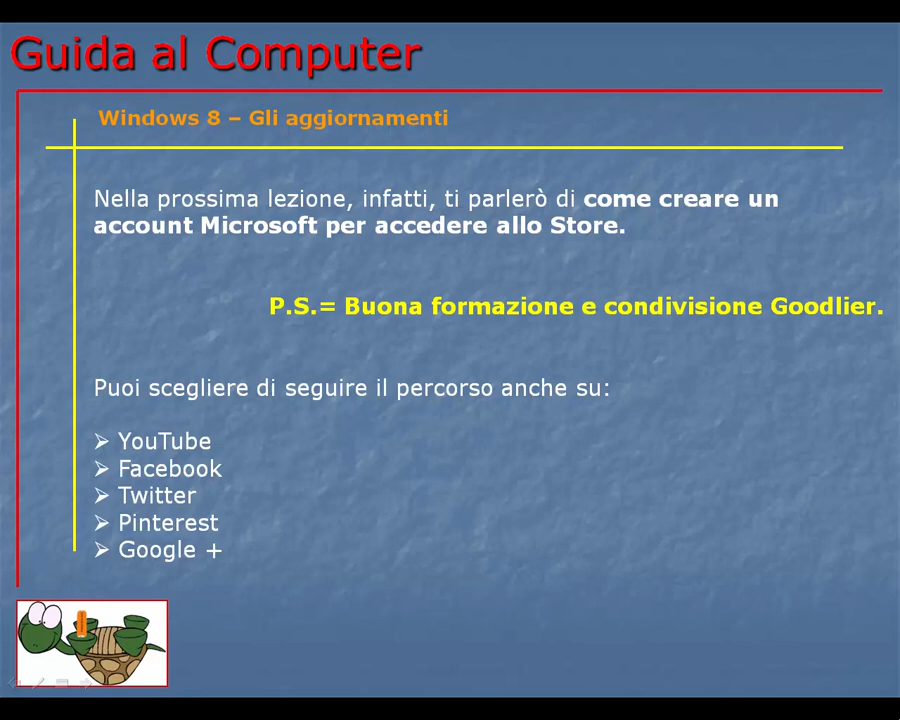 Guida al Computer
Windows 8 – Gli aggiornamenti
Nella prossima lezione, infatti, ti parlerò di come creare un
account Microsoft per accedere allo Store.
P.S.= Buona formazione e condivisione Goodlier.
Puoi scegliere di seguire il percorso anche su:
➢ YouTube
➢ Facebook
➢ Twitter
➢ Pinterest
➢ Google +